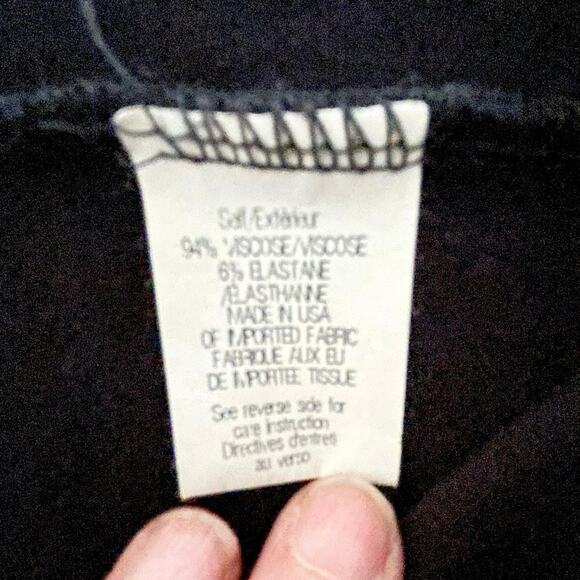 Self/Extérieur
94% VISCOSE/VISCOSE
6% ELASTANE
/ELASTHANNE
MADE IN USA
OF IMPORTED FABRIC
FABRIQUE AUX EU
DE IMPORTEE TISSUE
See reverse side for
care instruction
Directives d'entres
au verso